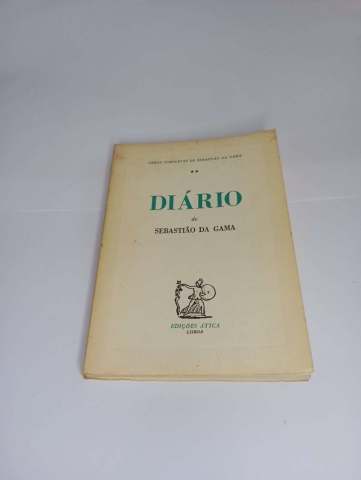 OBRAS COMPLETAS DE SEBASTIÃO DA GAMA
**
DIÁRIO
de
SEBASTIÃO DA GAMA
EDIÇÕES ÁTICA
LISBOA